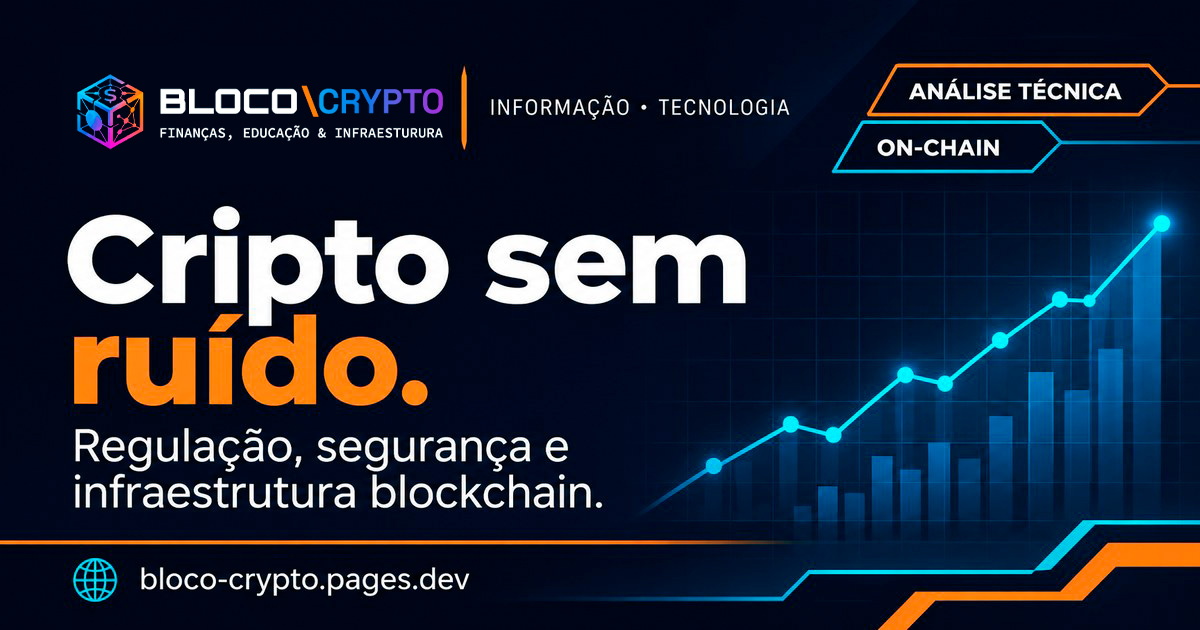 BLOCO\CRYPTO
FINANÇAS, EDUCAÇÃO & INFRAESTURURA
INFORMAÇÃO • TECNOLOGIA
ANÁLISE TÉCNICA
ON-CHAIN
Cripto sem
ruído.
Regulação, segurança e
infraestrutura blockchain.
bloco-crypto.pages.dev